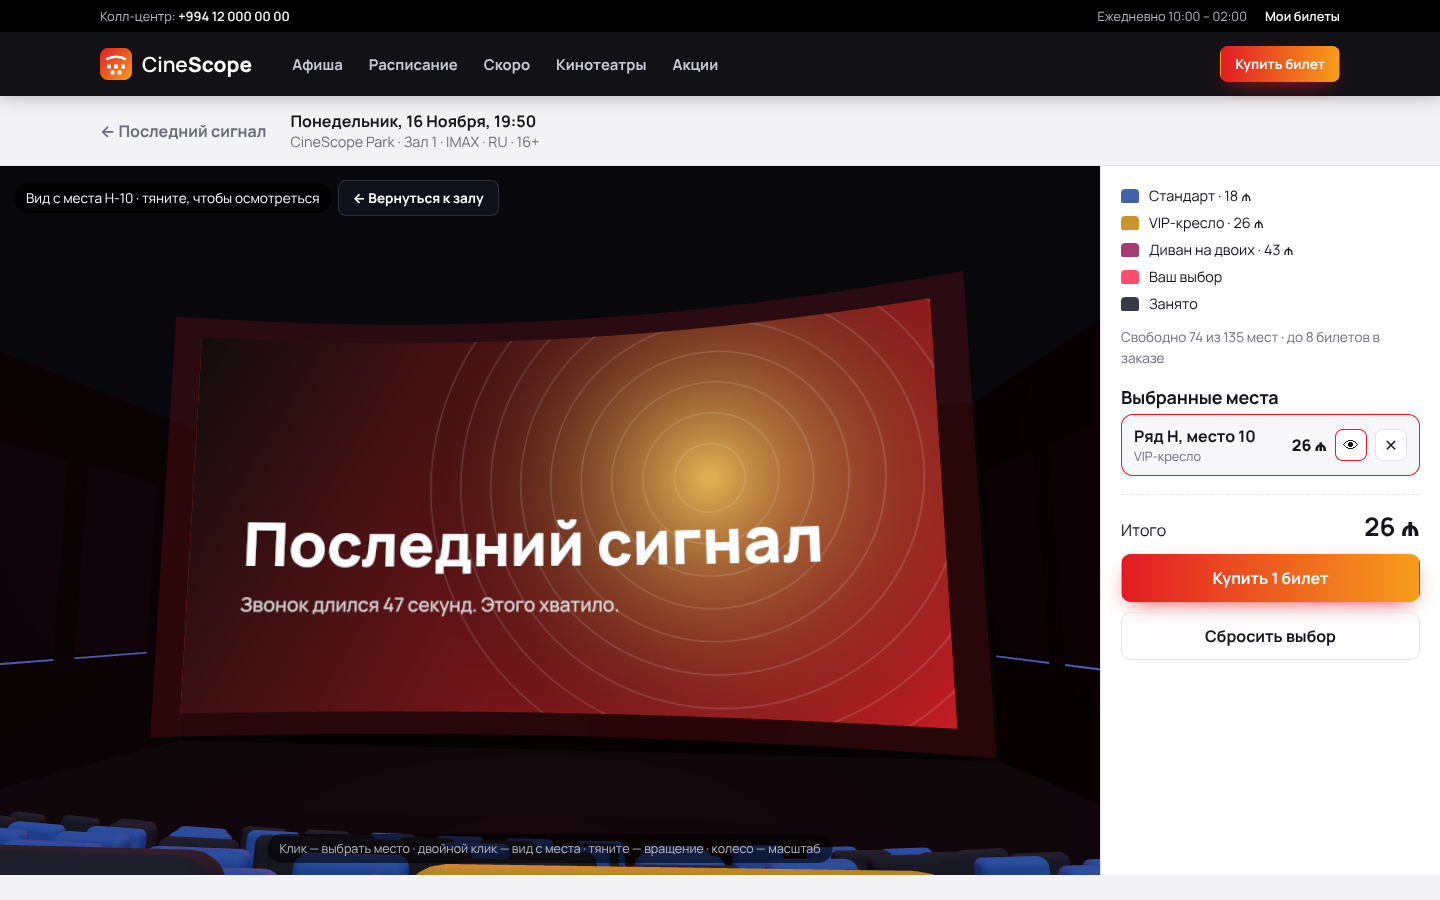 Колл-центр: +994 12 000 00 00
Ежедневно 10:00 – 02:00
Мои билеты
CineScope
Афиша
Расписание
Скоро
Кинотеатры
Акции
Купить билет
← Последний сигнал
Понедельник, 16 Ноября, 19:50
CineScope Park · Зал 1 · IMAX · RU · 16+
Вид с места H-10 · тяните, чтобы осмотреться
← Вернуться к залу
Последний сигнал
Звонок длился 47 секунд. Этого хватило.
Клик — выбрать место · двойной клик — вид с места · тяните — вращение · колесо — масштаб
Стандарт · 18 ₼
VIP-кресло · 26 ₼
Диван на двоих · 43 ₼
Ваш выбор
Занято
Свободно 74 из 135 мест · до 8 билетов в
заказе
Выбранные места
Ряд H, место 10
VIP-кресло
26 ₼
Итого
26 ₼
Купить 1 билет
Сбросить выбор